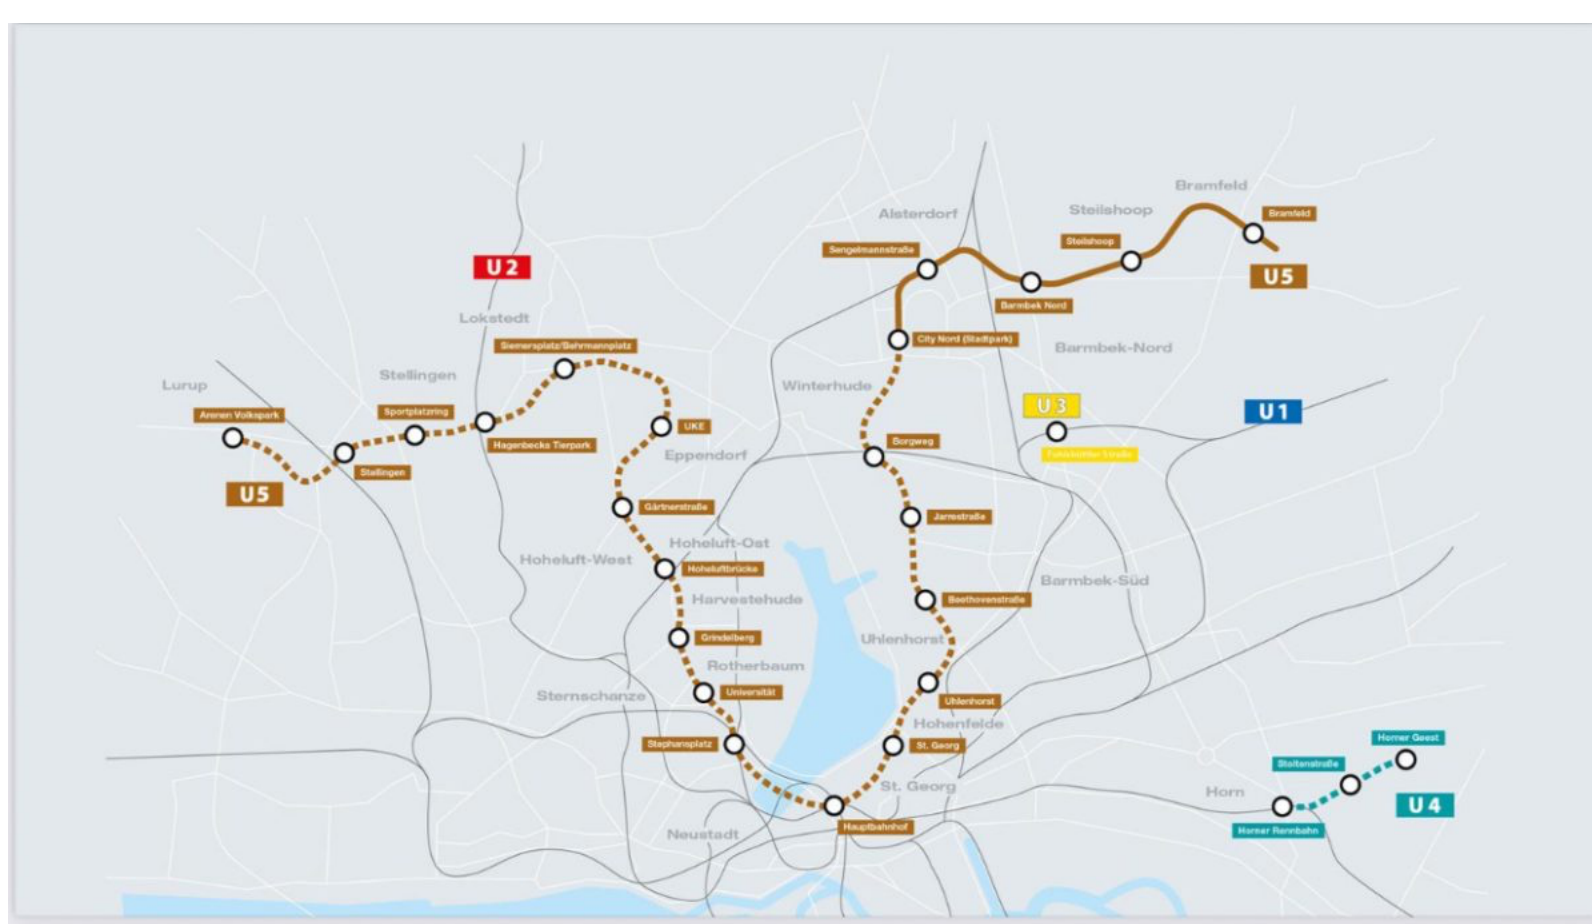 Bramfeld
Alsterdorf
Steilshoop
Bramfeld
Sengelmannstraße
Steilshoop
U2
U5
Barmbek Nord
Lokstedt
Siemersplatz/Behrmannplatz
City Nord (Stadtpark)
Barmbek-Nord
Lurup
Stellingen
Winterhude
Arenen Volkspark
Sportplatzring
U3
U1
UKE
Hagenbecks Tierpark
Borgweg
Eppendorf
Stellingen
U5
Gärtnerstraße
Jarrestraße
Hoheluft-West
Hoheluft-Ost
Hoheluftbrücke
Barmbek-Süd
Harvestehude
Beethovenstraße
Grindelberg
Uhlenhorst
Rotherbaum
Sternschanze
Universität
Uhlenhorst
Hohenfelde
Stephansplatz
St. Georg
Horner Geest
Stoltenstraße
St. Georg
Horn
U4
Neustadt
Hauptbahnhof
Horner Rennbahn